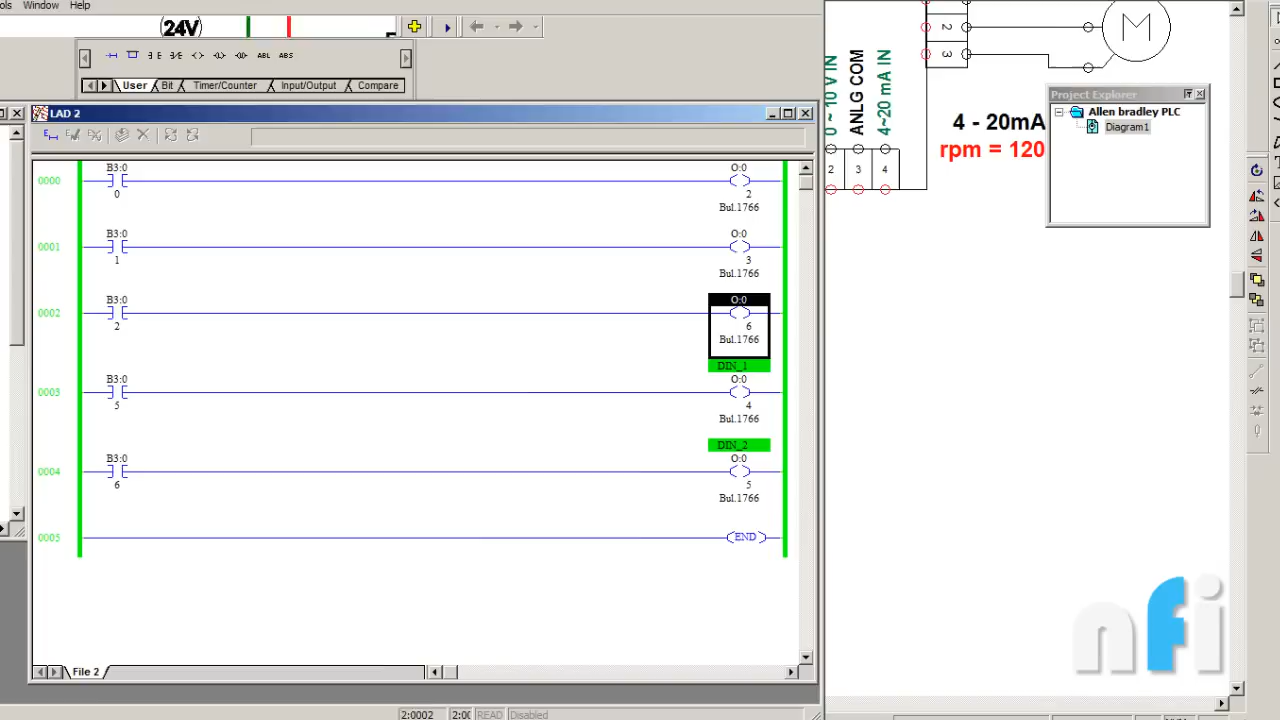 ols Window Help
24V
User Bit Timer/Counter Input/Output Compare
ABL ABS
LAD 2
0000 B3:0 0 O:0 2 Bul.1766
0001 B3:0 1 O:0 3 Bul.1766
0002 B3:0 2 O:0 6 Bul.1766
DIN_1
0003 B3:0 5 O:0 4 Bul.1766
DIN_2
0004 B3:0 6 O:0 5 Bul.1766
0005 END
File 2
2:0002 2:00 READ Disabled
2
3
M
0 ~ 10 V IN
ANLG COM
4~20 mA IN
2 3 4
4 - 20mA
rpm = 120
Project Explorer
Allen bradley PLC
Diagram1
nfi